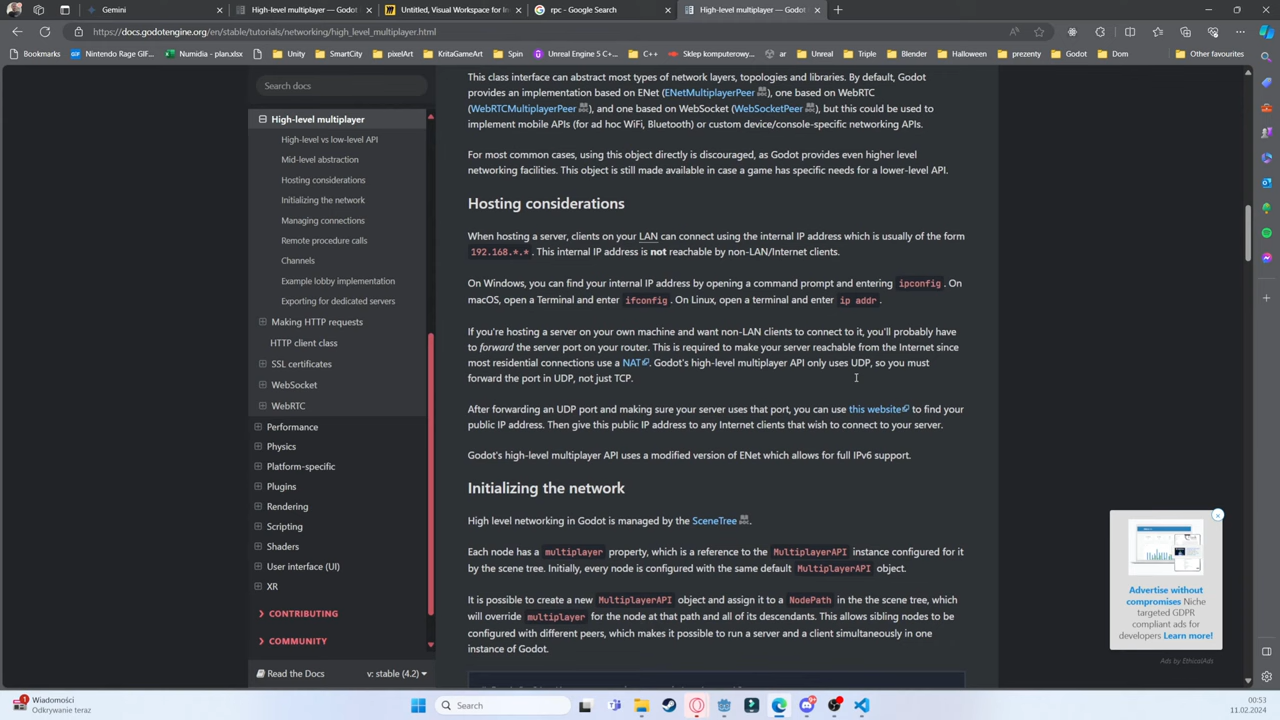 Gemini
High-level multiplayer — Godot
Untitled, Visual Workspace for In
rpc - Google Search
High-level multiplayer — Godot
https://docs.godotengine.org/en/stable/tutorials/networking/high_level_multiplayer.html
Bookmarks
Nintendo Rage GIF...
Numidia - plan.xlsx
Unity
SmartCity
pixelArt
KritaGameArt
Spin
Unreal Engine 5 C+...
C++
Sklep komputerowy...
ar
Unreal
Triple
Blender
Halloween
prezenty
Godot
Dom
Other favourites
Search docs
High-level multiplayer
High-level vs low-level API
Mid-level abstraction
Hosting considerations
Initializing the network
Managing connections
Remote procedure calls
Channels
Example lobby implementation
Exporting for dedicated servers
Making HTTP requests
HTTP client class
SSL certificates
WebSocket
WebRTC
Performance
Physics
Platform-specific
Plugins
Rendering
Scripting
Shaders
User interface (UI)
XR
CONTRIBUTING
COMMUNITY
Read the Docs
v: stable (4.2)
This class interface can abstract most types of network layers, topologies and libraries. By default, Godot
provides an implementation based on ENet (ENetMultiplayerPeer), one based on WebRTC
(WebRTCMultiplayerPeer), and one based on WebSocket (WebSocketPeer), but this could be used to
implement mobile APIs (for ad hoc WiFi, Bluetooth) or custom device/console-specific networking APIs.
For most common cases, using this object directly is discouraged, as Godot provides even higher level
networking facilities. This object is still made available in case a game has specific needs for a lower-level API.
Hosting considerations
When hosting a server, clients on your LAN can connect using the internal IP address which is usually of the form
192.168.*.*. This internal IP address is not reachable by non-LAN/Internet clients.
On Windows, you can find your internal IP address by opening a command prompt and entering ipconfig. On
macOS, open a Terminal and enter ifconfig. On Linux, open a terminal and enter ip addr.
If you're hosting a server on your own machine and want non-LAN clients to connect to it, you'll probably have
to forward the server port on your router. This is required to make your server reachable from the Internet since
most residential connections use a NAT. Godot's high-level multiplayer API only uses UDP, so you must
forward the port in UDP, not just TCP.
After forwarding an UDP port and making sure your server uses that port, you can use this website to find your
public IP address. Then give this public IP address to any Internet clients that wish to connect to your server.
Godot's high-level multiplayer API uses a modified version of ENet which allows for full IPv6 support.
Initializing the network
High level networking in Godot is managed by the SceneTree.
Each node has a multiplayer property, which is a reference to the MultiplayerAPI instance configured for it
by the scene tree. Initially, every node is configured with the same default MultiplayerAPI object.
It is possible to create a new MultiplayerAPI object and assign it to a NodePath in the the scene tree, which
will override multiplayer for the node at that path and all of its descendants. This allows sibling nodes to be
configured with different peers, which makes it possible to run a server and a client simultaneously in one
instance of Godot.
Advertise without
compromises Niche
targeted GDPR
compliant ads for
developers Learn more!
Ads by EthicalAds
1
Wiadomości
Odkrywanie teraz
Search
00:53
11.02.2024